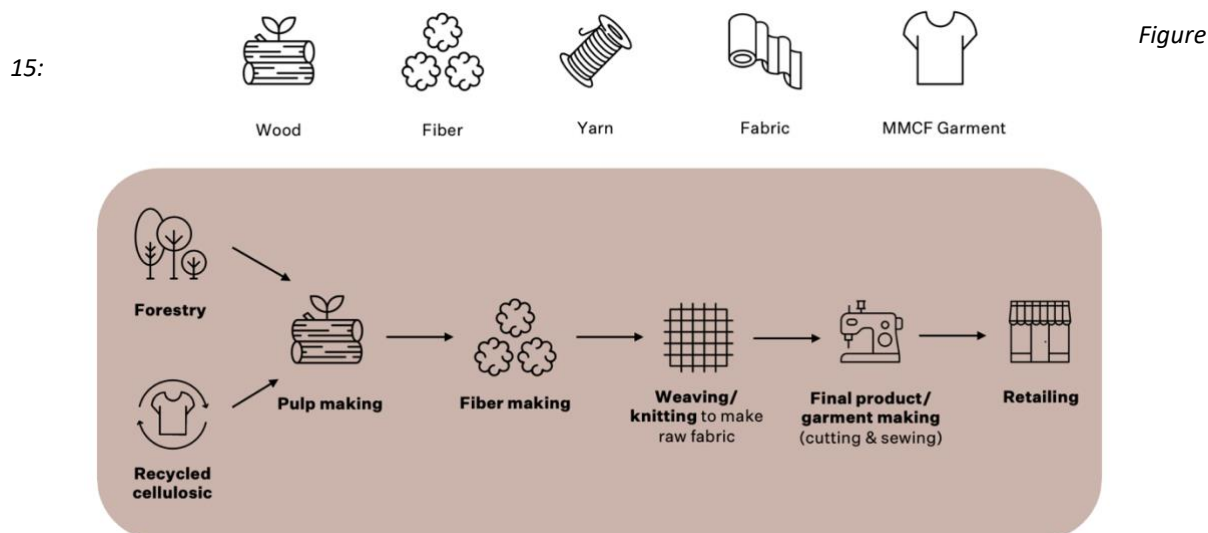 Figure
15:
Wood
Fiber
Yarn
Fabric
MMCF Garment
Forestry
Recycled
cellulosic
Pulp making
Fiber making
Weaving/
knitting to make
raw fabric
Final product/
garment making
(cutting & sewing)
Retailing